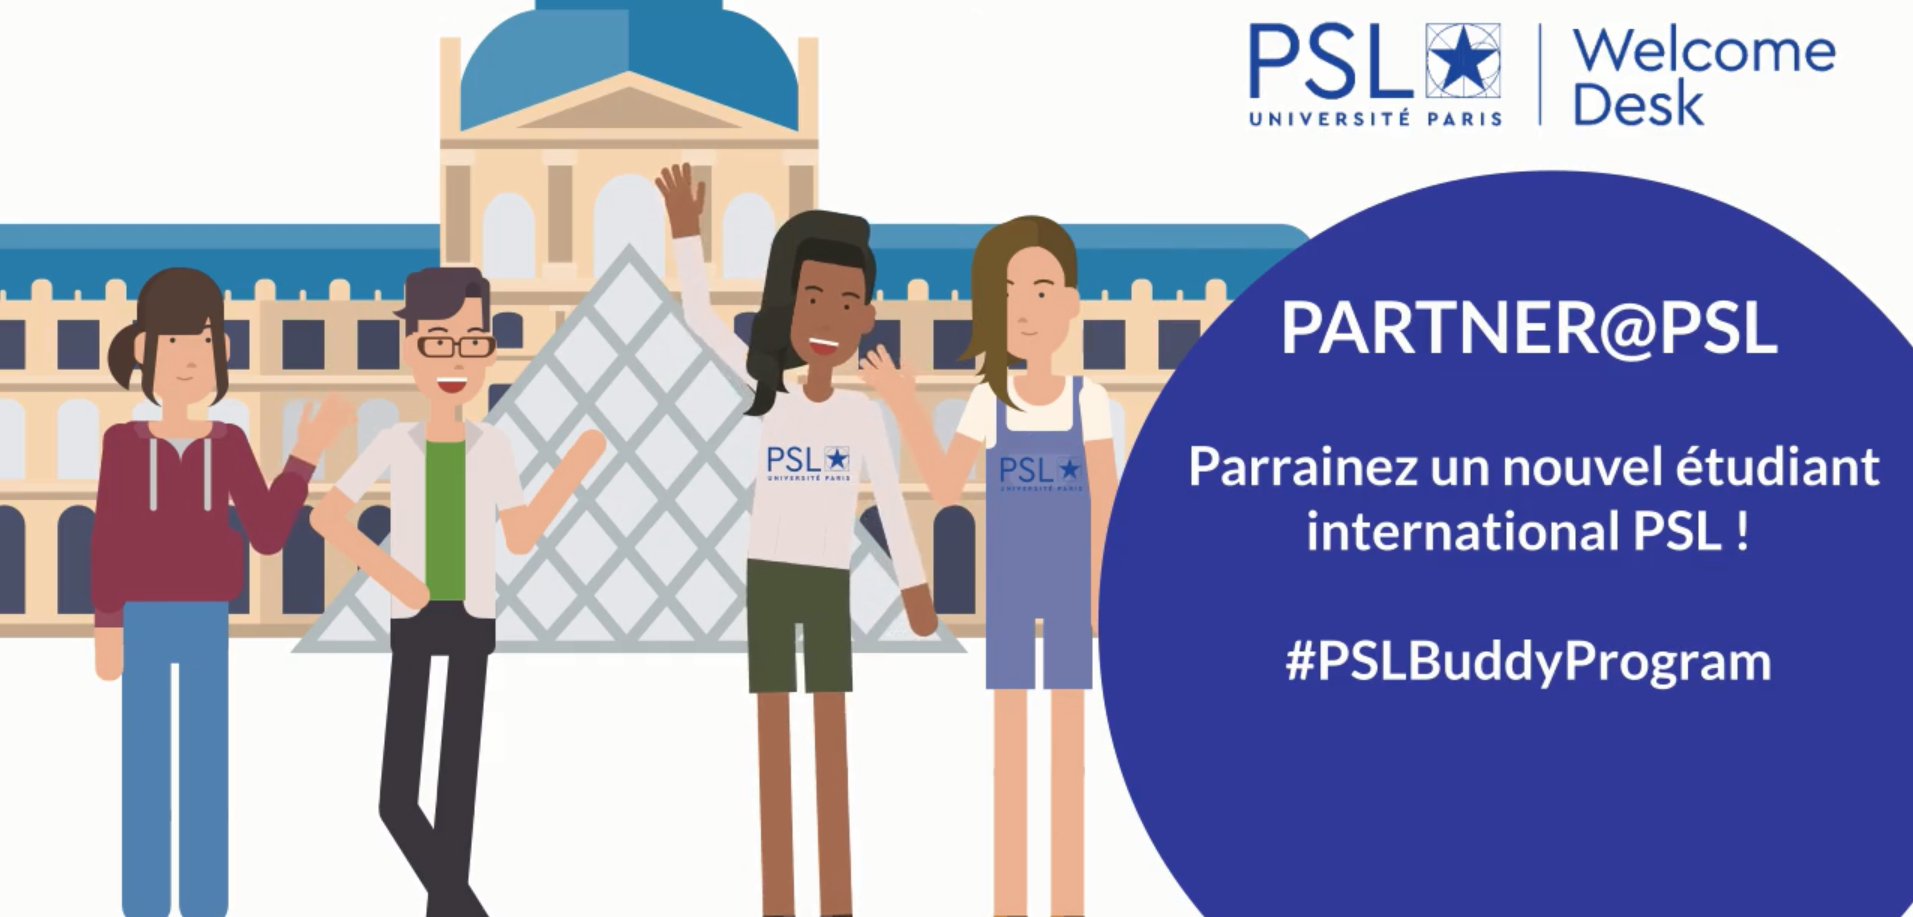 PSL
UNIVERSITÉ PARIS
Welcome
Desk
PARTNER@PSL
Parrainez un nouvel étudiant
international PSL !
#PSLBuddyProgram
PSL
UNIVERSITÉ PARIS
PSL
UNIVERSITÉ PARIS